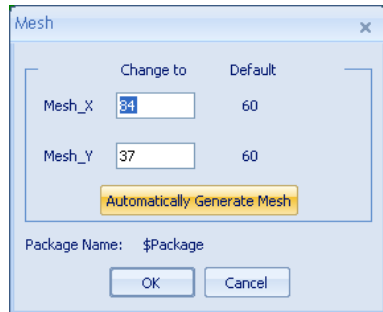 Mesh
Change to Default
Mesh_X 84 60
Mesh_Y 37 60
Automatically Generate Mesh
Package Name: $Package
OK Cancel